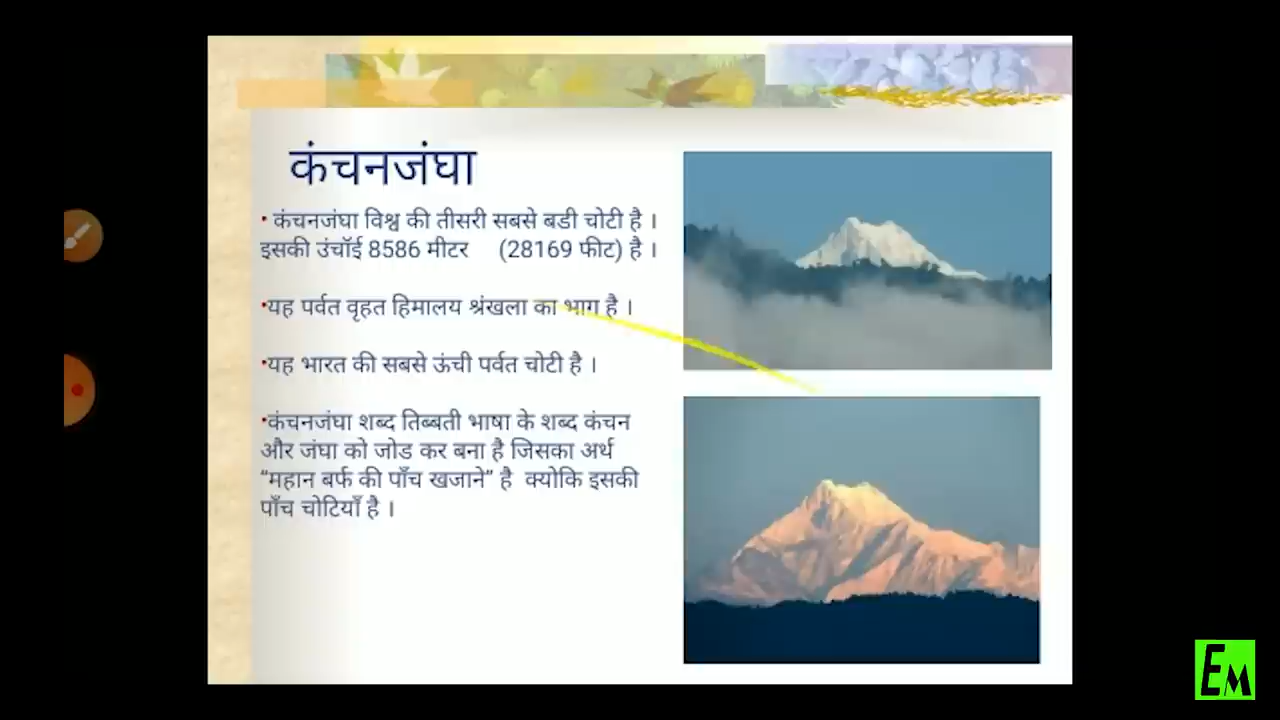 कंचनजंघा
• कंचनजंघा विश्व की तीसरी सबसे बडी चोटी है ।
इसकी उंचॉई 8586 मीटर (28169 फीट) है ।
•यह पर्वत वृहत हिमालय श्रंखला का भाग है ।
•यह भारत की सबसे ऊंची पर्वत चोटी है ।
•कंचनजंघा शब्द तिब्बती भाषा के शब्द कंचन
और जंघा को जोड कर बना है जिसका अर्थ
“महान बर्फ की पाँच खजाने” है क्योकि इसकी
पाँच चोटियाँ है ।
EM